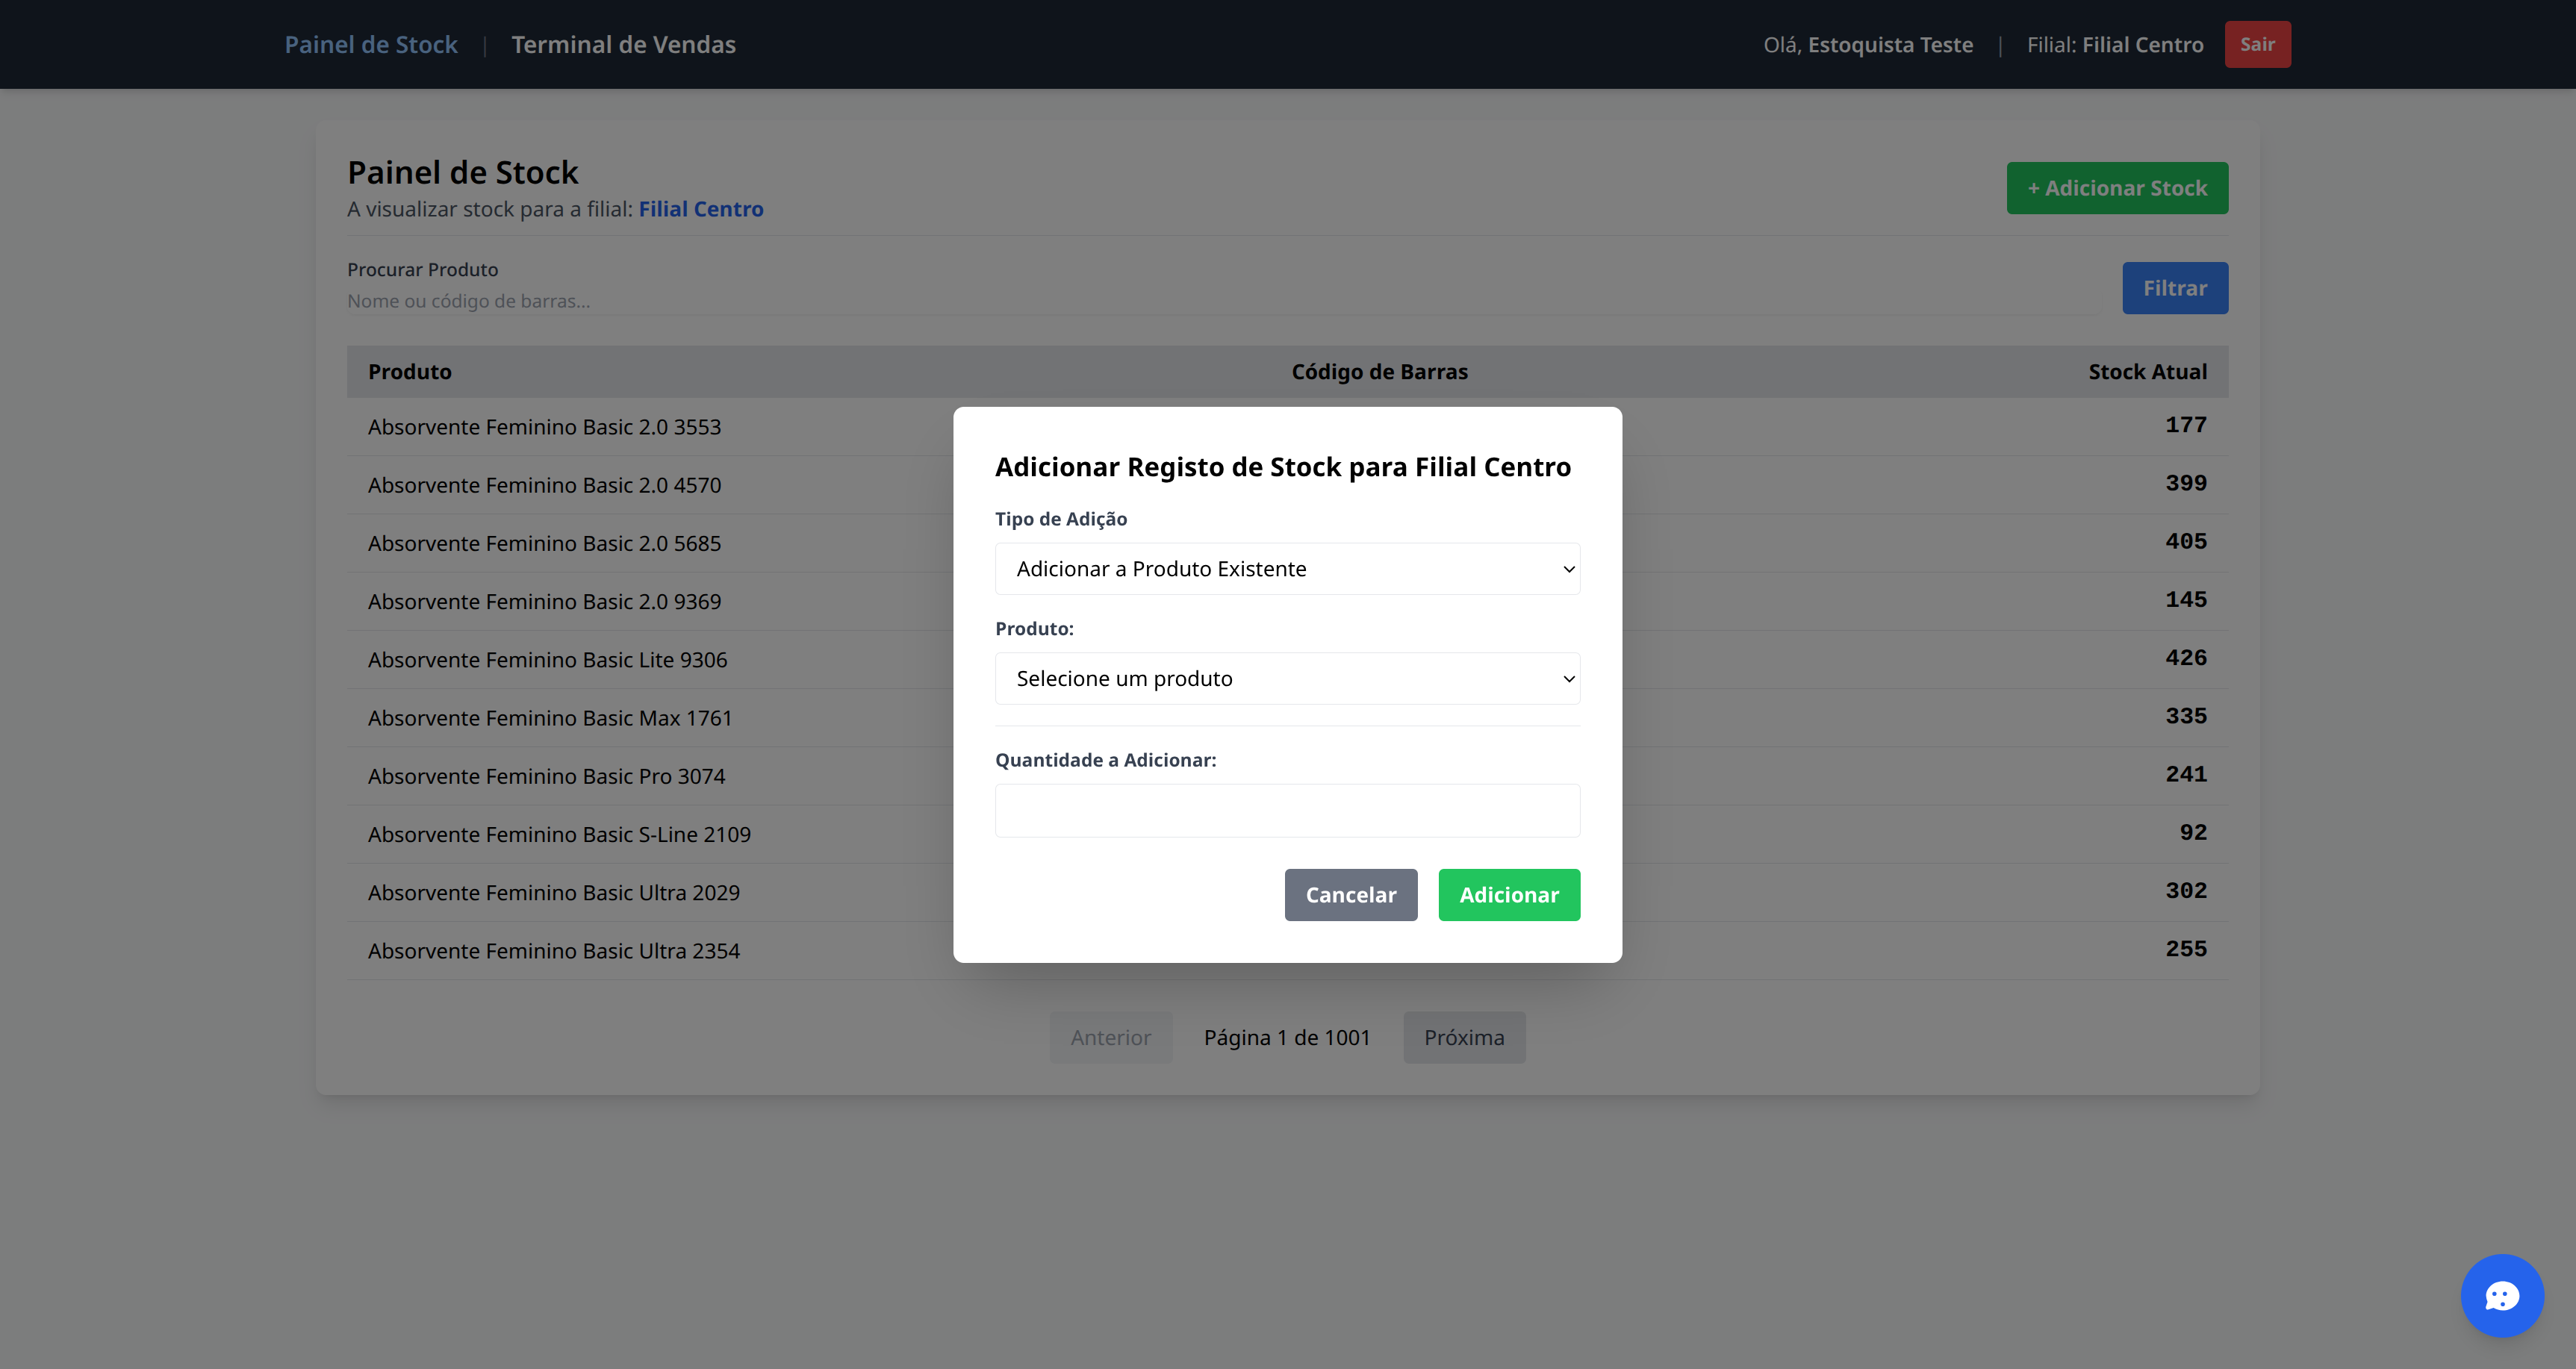 Painel de Stock | Terminal de Vendas
Olá, Estoquista Teste | Filial: Filial Centro Sair
Painel de Stock
A visualizar stock para a filial: Filial Centro
+ Adicionar Stock
Procurar Produto
Nome ou código de barras...
Filtrar
Produto Código de Barras Stock Atual
Absorvente Feminino Basic 2.0 3553 177
Absorvente Feminino Basic 2.0 4570 399
Absorvente Feminino Basic 2.0 5685 405
Absorvente Feminino Basic 2.0 9369 145
Absorvente Feminino Basic Lite 9306 426
Absorvente Feminino Basic Max 1761 335
Absorvente Feminino Basic Pro 3074 241
Absorvente Feminino Basic S-Line 2109 92
Absorvente Feminino Basic Ultra 2029 302
Absorvente Feminino Basic Ultra 2354 255
Adicionar Registo de Stock para Filial Centro
Tipo de Adição
Adicionar a Produto Existente
Produto:
Selecione um produto
Quantidade a Adicionar:
Cancelar Adicionar
Anterior Página 1 de 1001 Próxima